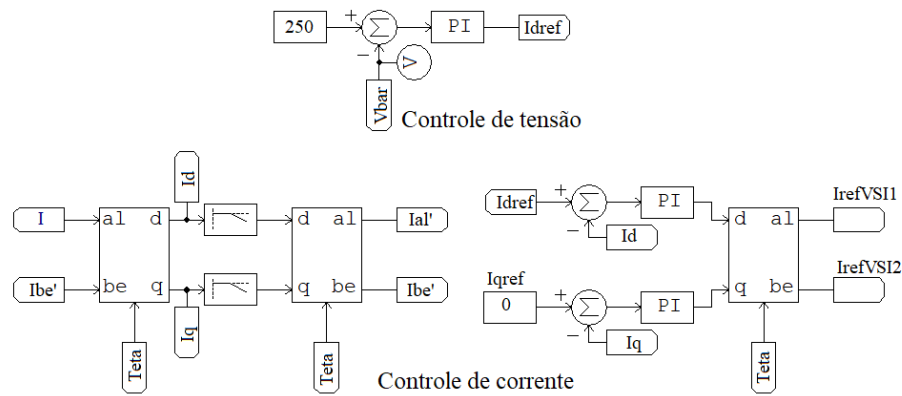 250
+
Σ
PI
Idref
−
V
Vbar
Controle de tensão
Id
I
al
d
d
al
Ial'
Ibe'
be
q
q
be
Ibe'
Iq
Teta
Teta
Idref
+
Σ
PI
−
Id
d
al
IrefVSI1
Iqref
0
+
Σ
PI
−
Iq
q
be
IrefVSI2
Teta
Controle de corrente